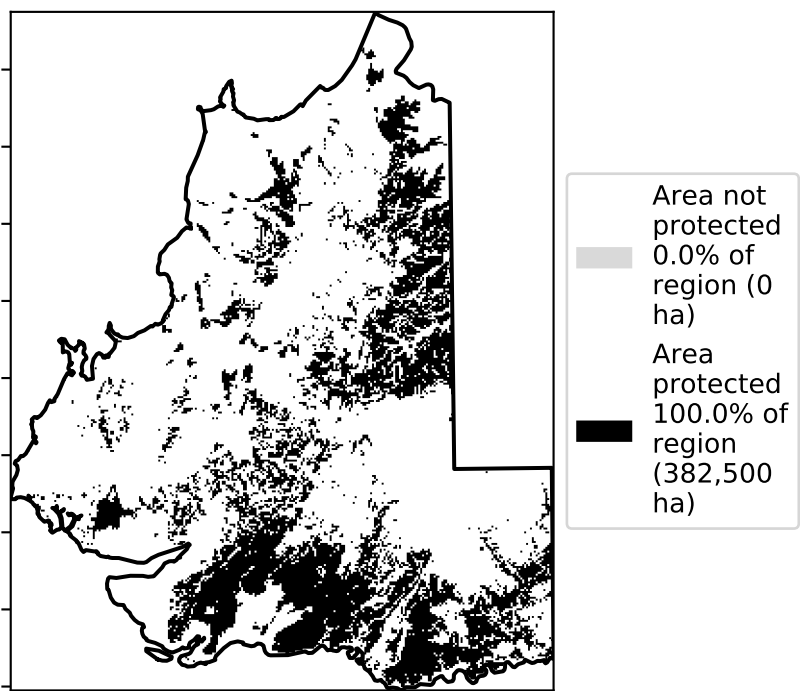 Area not
protected
0.0% of
region (0
ha)
Area
protected
100.0% of
region
(382,500
ha)